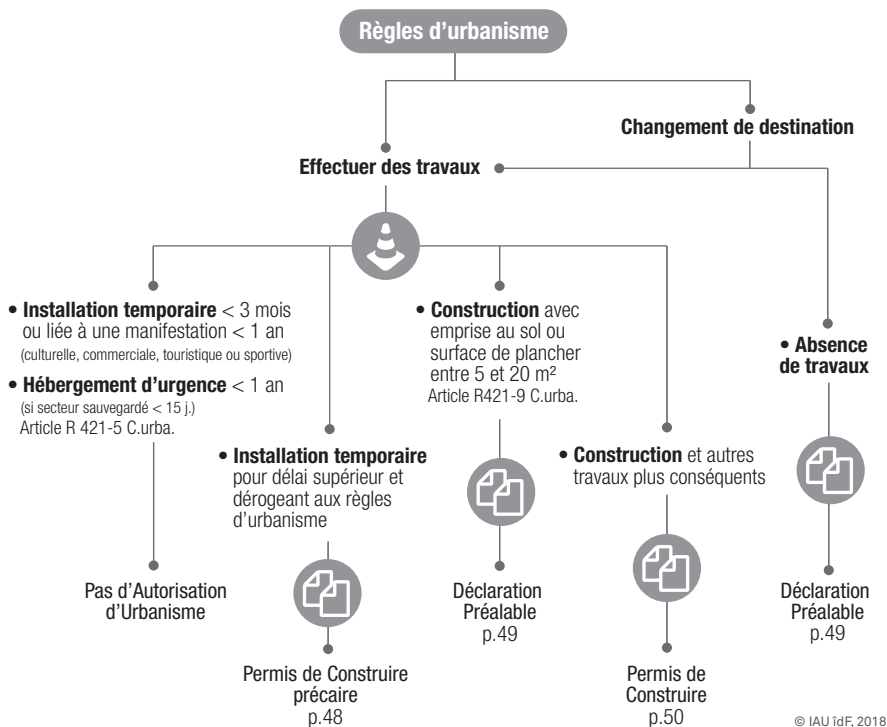 Règles d'urbanisme
Changement de destination
Effectuer des travaux
• Installation temporaire < 3 mois
ou liée à une manifestation < 1 an
(culturelle, commerciale, touristique ou sportive)
• Hébergement d'urgence < 1 an
(si secteur sauvegardé < 15 j.)
Article R 421-5 C.urba.
Pas d'Autorisation
d'Urbanisme
• Installation temporaire
pour délai supérieur et
dérogeant aux règles
d'urbanisme
Permis de Construire
précaire
p.48
• Construction avec
emprise au sol ou
surface de plancher
entre 5 et 20 m²
Article R421-9 C.urba.
Déclaration
Préalable
p.49
• Construction et autres
travaux plus conséquents
Permis de
Construire
p.50
• Absence
de travaux
Déclaration
Préalable
p.49
© IAU îdF, 2018